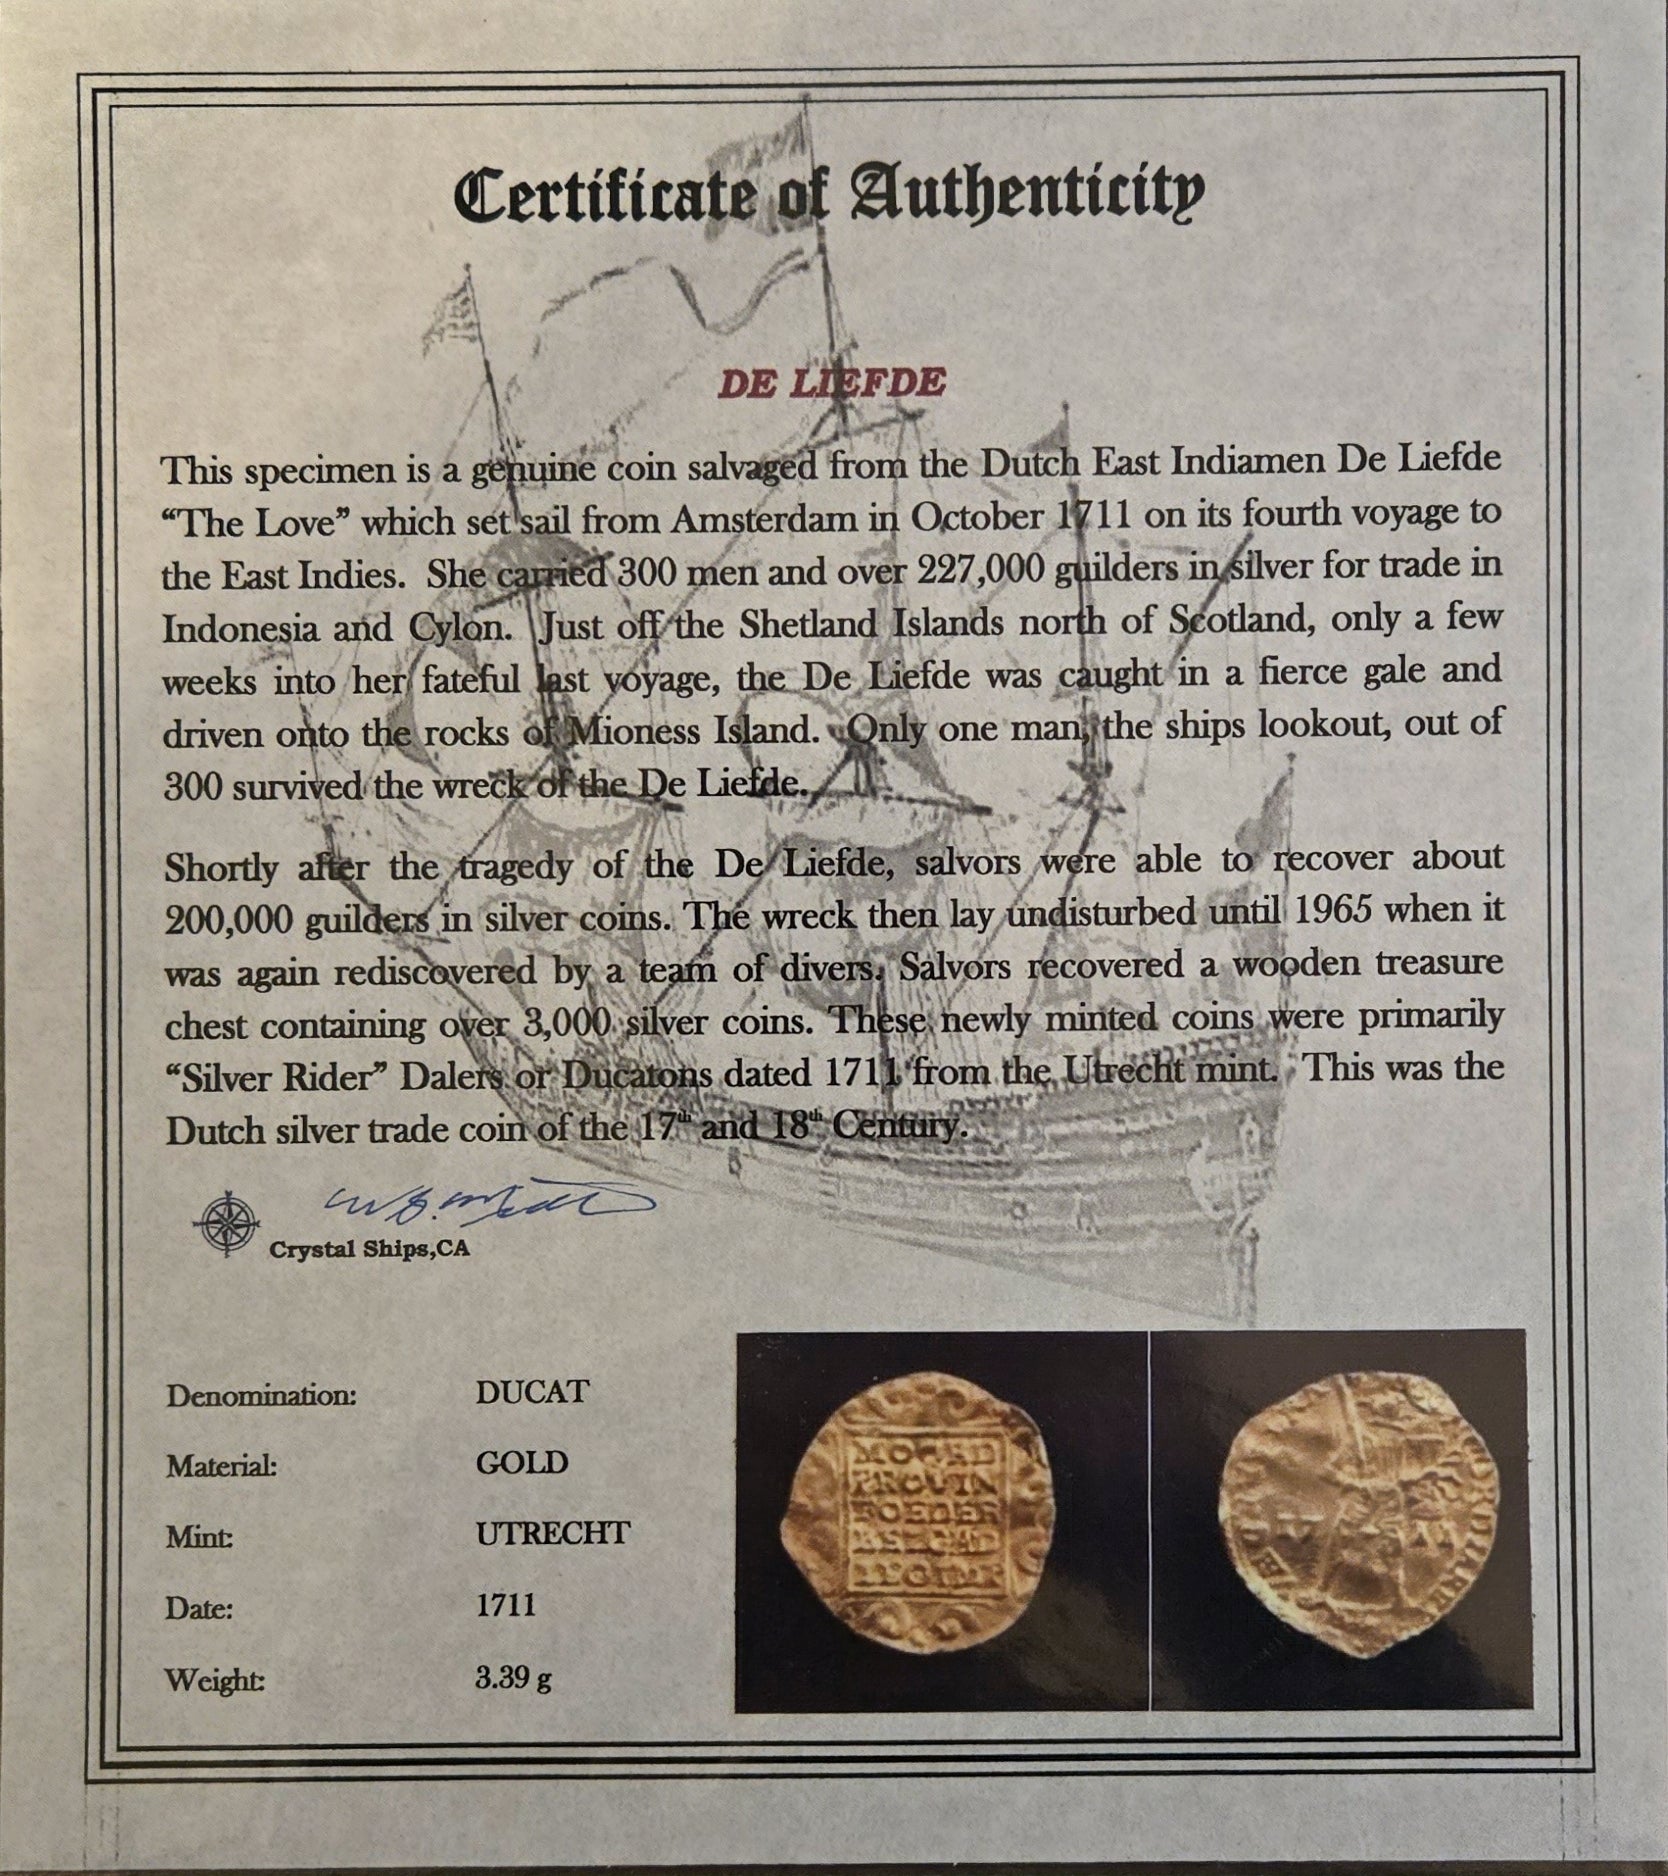 Certificate of Authenticity
DE LIEFDE
This specimen is a genuine coin salvaged from the Dutch East Indiamen De Liefde
“The Love” which set sail from Amsterdam in October 1711 on its fourth voyage to
the East Indies. She carried 300 men and over 227,000 guilders in silver for trade in
Indonesia and Cylon. Just off the Shetland Islands north of Scotland, only a few
weeks into her fateful last voyage, the De Liefde was caught in a fierce gale and
driven onto the rocks of Mioness Island. Only one man, the ships lookout, out of
300 survived the wreck of the De Liefde.
Shortly after the tragedy of the De Liefde, salvors were able to recover about
200,000 guilders in silver coins. The wreck then lay undisturbed until 1965 when it
was again rediscovered by a team of divers. Salvors recovered a wooden treasure
chest containing over 3,000 silver coins. These newly minted coins were primarily
“Silver Rider” Dalers or Ducatons dated 1711 from the Utrecht mint. This was the
Dutch silver trade coin of the 17th and 18th Century.
Crystal Ships,CA
Denomination: DUCAT
Material: GOLD
Mint: UTRECHT
Date: 1711
Weight: 3.39 g
PROVIN
FOEDER